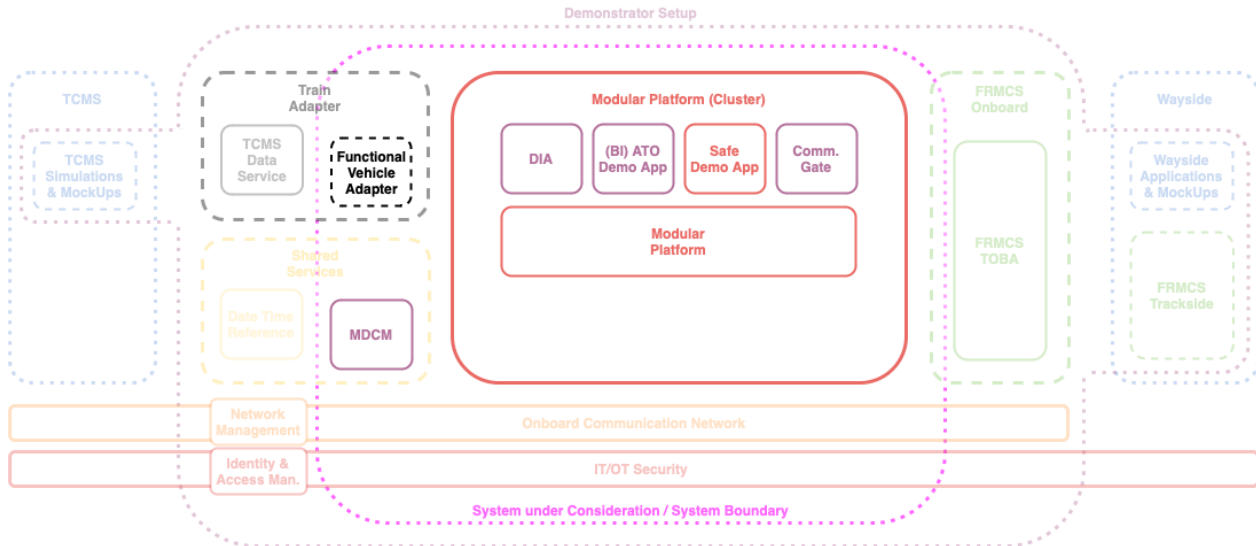 Demonstrator Setup
TCMS
TCMS
Simulations
& MockUps
Train
Adapter
TCMS
Data
Service
Functional
Vehicle
Adapter
Shared
Services
Date Time
Reference
MDCM
Modular Platform (Cluster)
DIA
(BI) ATO
Demo App
Safe
Demo App
Comm.
Gate
Modular
Platform
FRMCS
Onboard
FRMCS
TOBA
Wayside
Wayside
Applications
& MockUps
FRMCS
Trackside
Network
Management
Onboard Communication Network
Identity &
Access Man.
IT/OT Security
System under Consideration / System Boundary